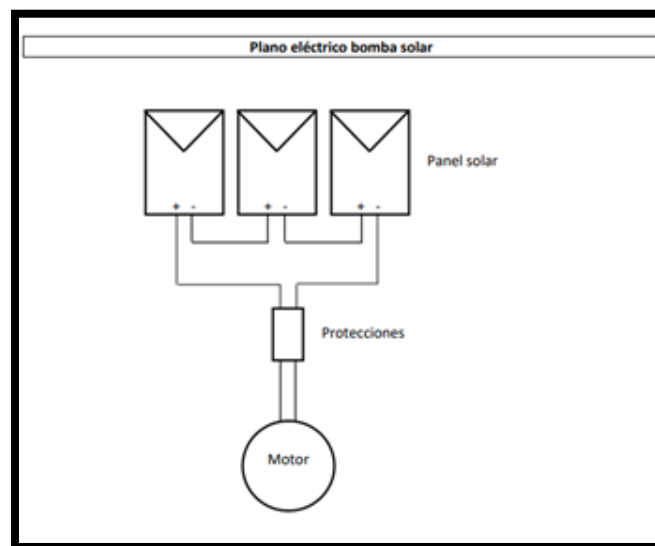 Plano eléctrico bomba solar
Panel solar
+ - + - + -
Protecciones
Motor